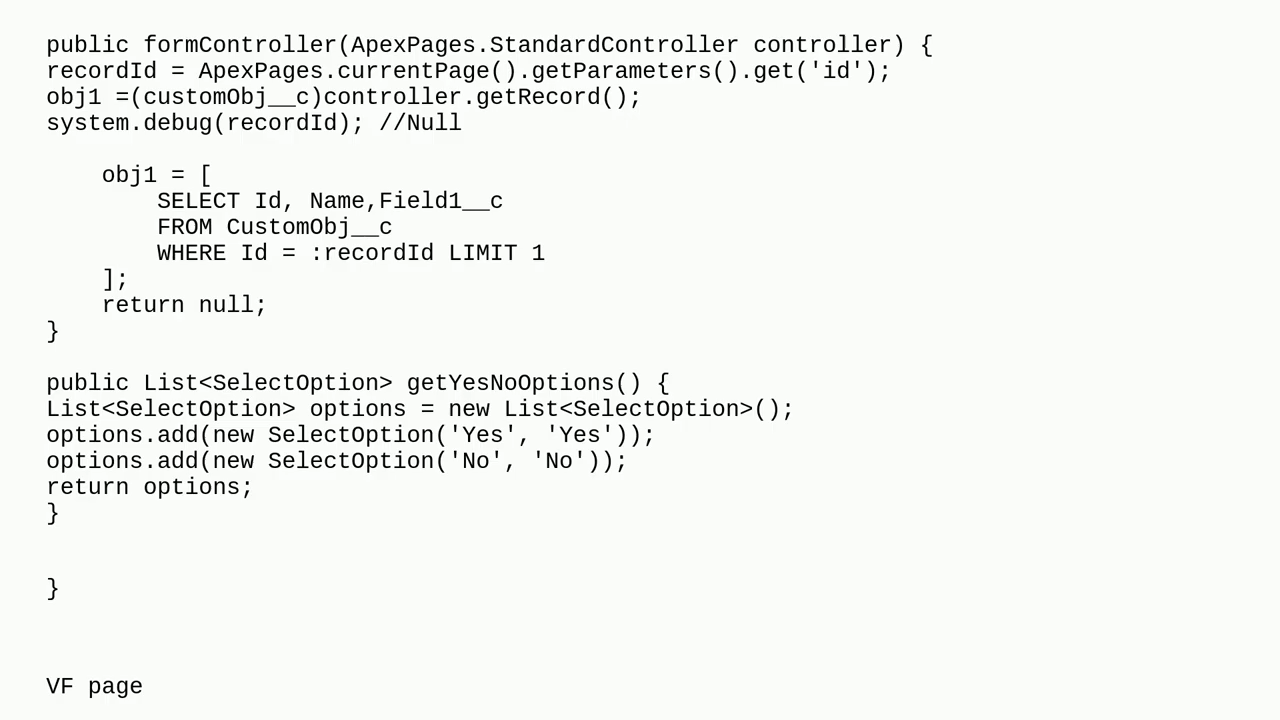 public formController(ApexPages.StandardController controller) {
recordId = ApexPages.currentPage().getParameters().get('id');
obj1 =(customObj__c)controller.getRecord();
system.debug(recordId); //Null
obj1 = [
SELECT Id, Name,Field1__c
FROM CustomObj__c
WHERE Id = :recordId LIMIT 1
];
return null;
}
public List<SelectOption> getYesNoOptions() {
List<SelectOption> options = new List<SelectOption>();
options.add(new SelectOption('Yes', 'Yes'));
options.add(new SelectOption('No', 'No'));
return options;
}
}
VF page